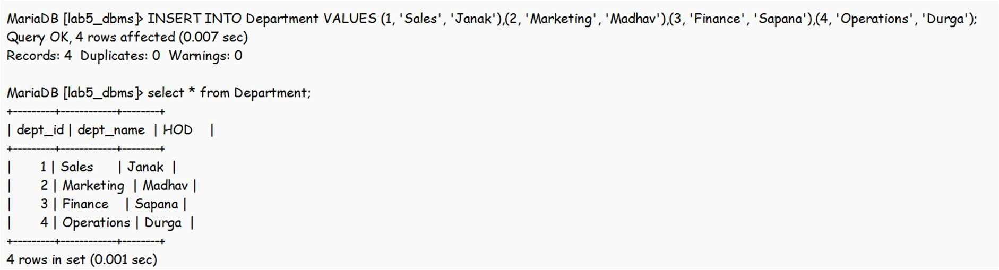 MariaDB [lab5_dbms]> INSERT INTO Department VALUES (1, 'Sales', 'Janak'),(2, 'Marketing', 'Madhav'),(3, 'Finance', 'Sapana'),(4, 'Operations', 'Durga');
Query OK, 4 rows affected (0.007 sec)
Records: 4  Duplicates: 0  Warnings: 0

MariaDB [lab5_dbms]> select * from Department;
+---------+------------+--------+
| dept_id | dept_name  | HOD    |
+---------+------------+--------+
|       1 | Sales      | Janak  |
|       2 | Marketing  | Madhav |
|       3 | Finance    | Sapana |
|       4 | Operations | Durga  |
+---------+------------+--------+
4 rows in set (0.001 sec)